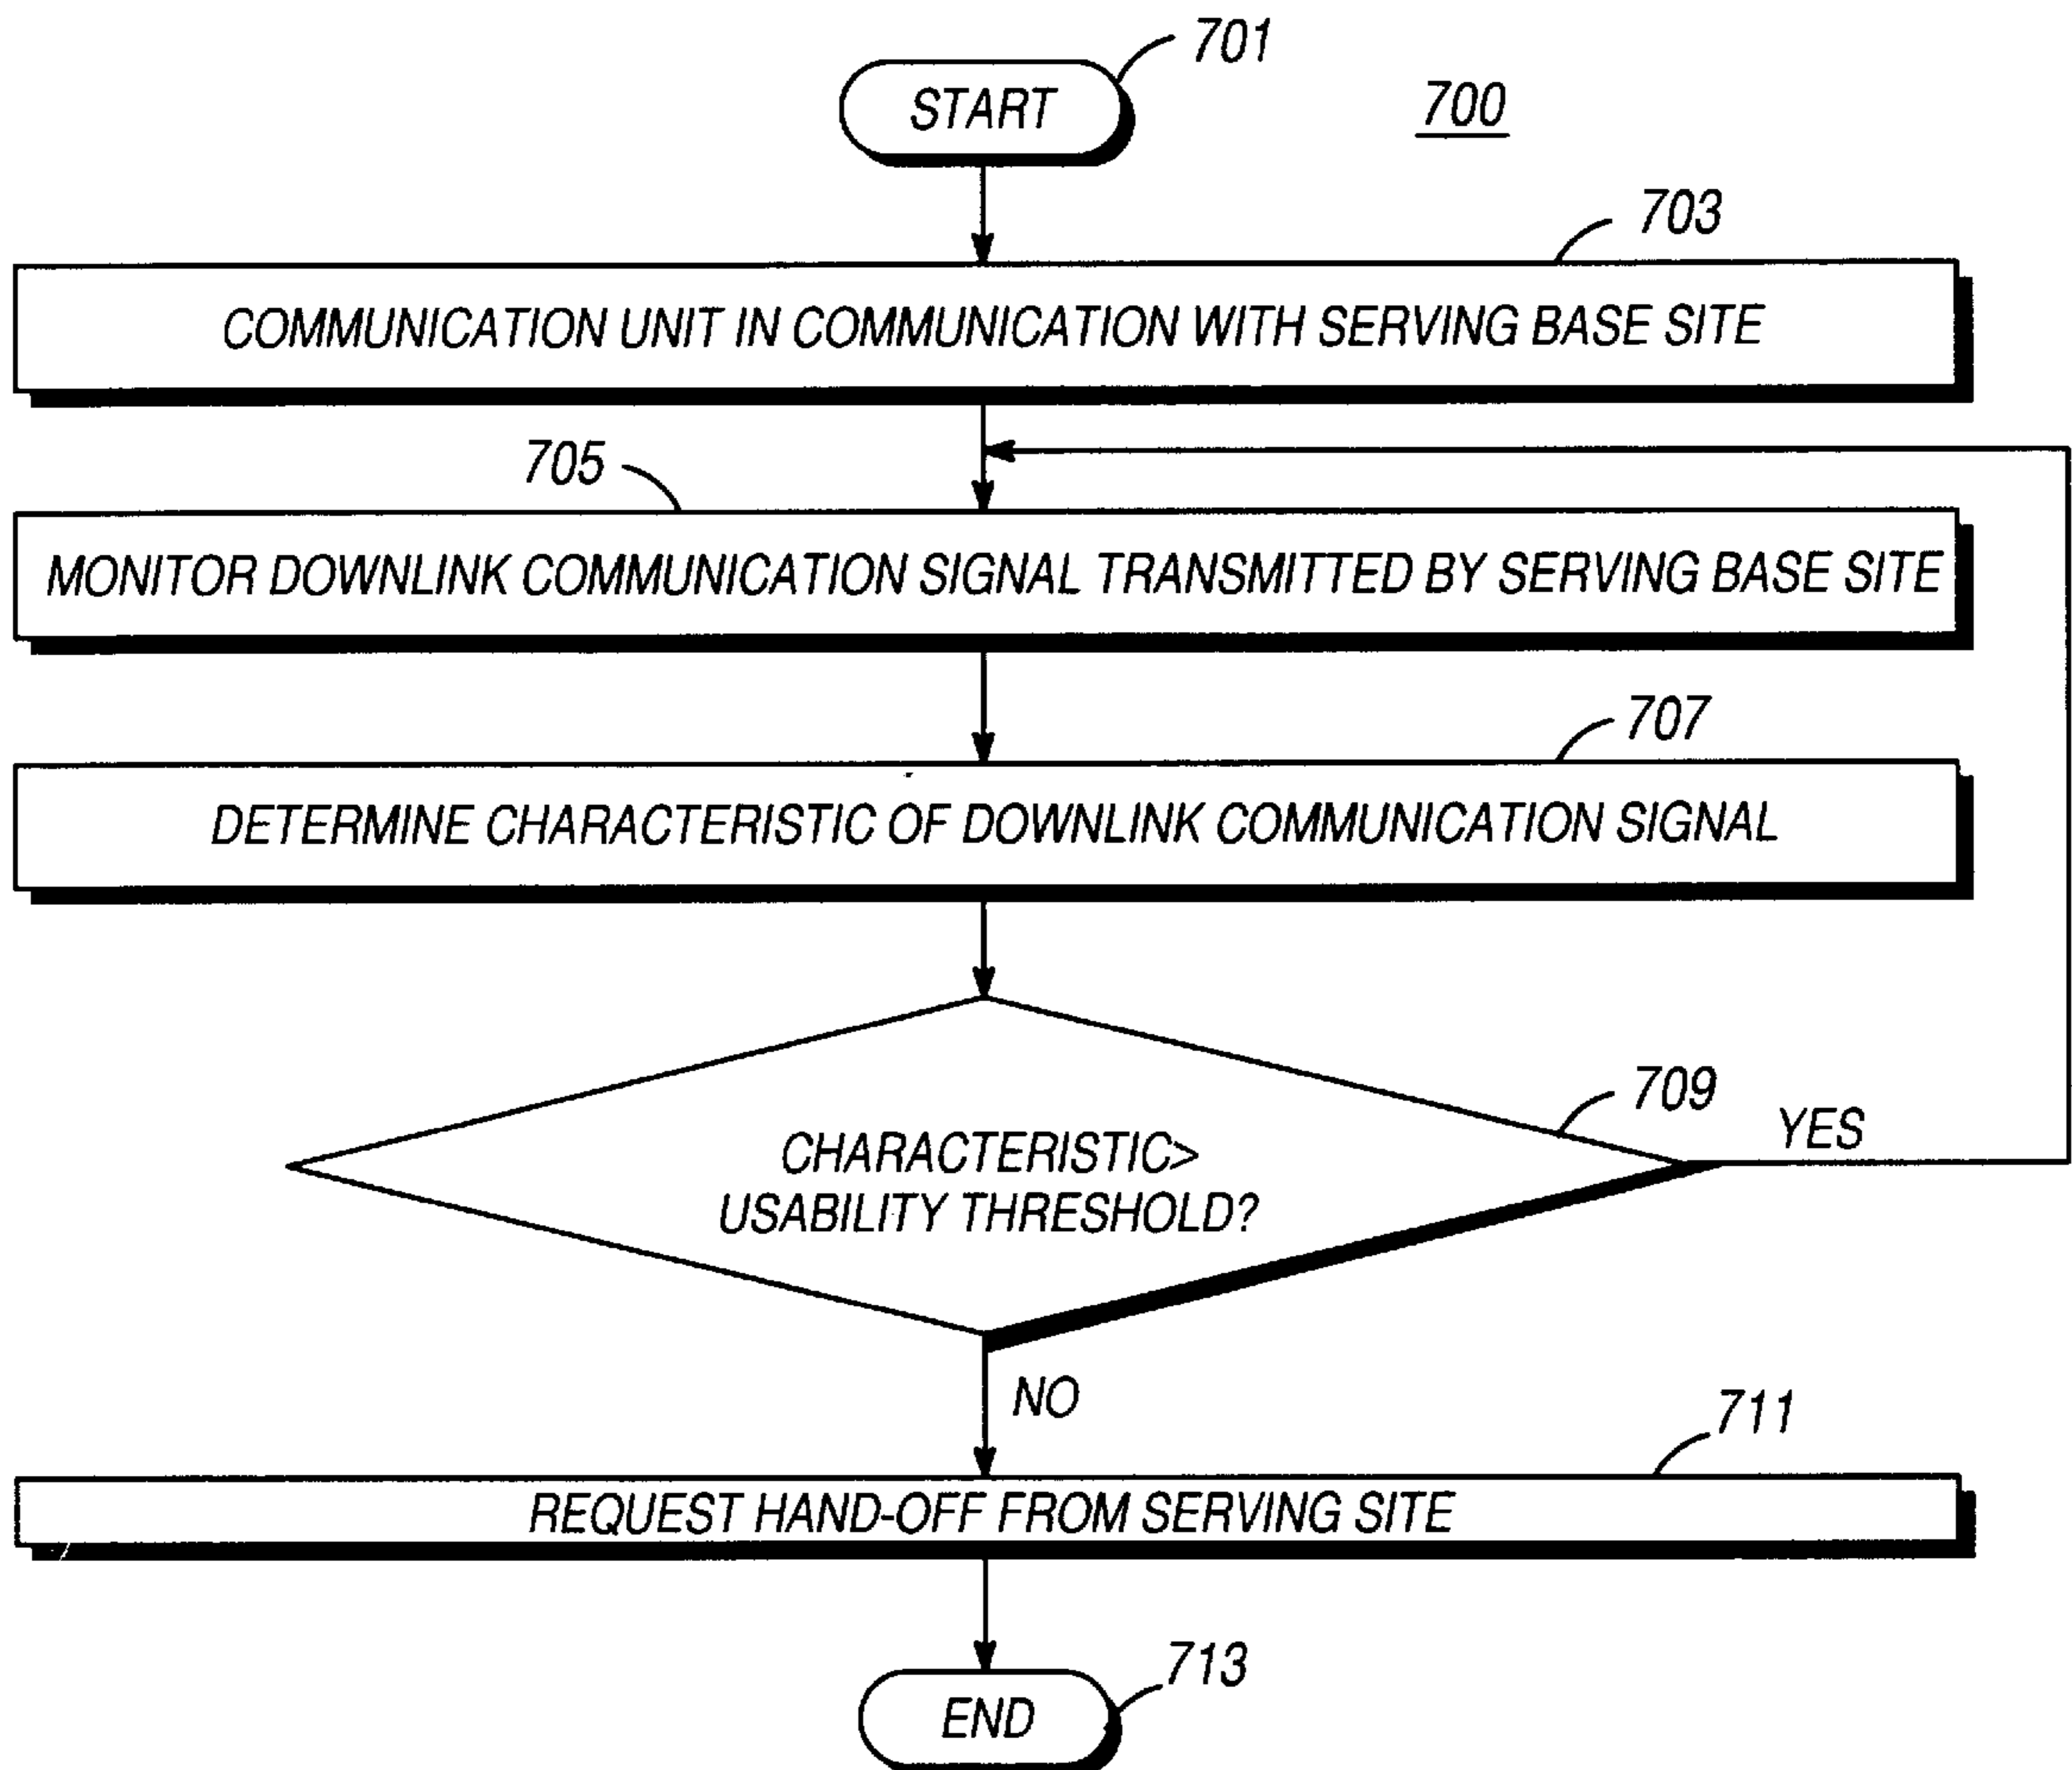 701
START
700
703
COMMUNICATION UNIT IN COMMUNICATION WITH SERVING BASE SITE
705
MONITOR DOWNLINK COMMUNICATION SIGNAL TRANSMITTED BY SERVING BASE SITE
707
DETERMINE CHARACTERISTIC OF DOWNLINK COMMUNICATION SIGNAL
709
YES
CHARACTERISTIC>
USABILITY THRESHOLD?
NO
711
REQUEST HAND-OFF FROM SERVING SITE
713
END